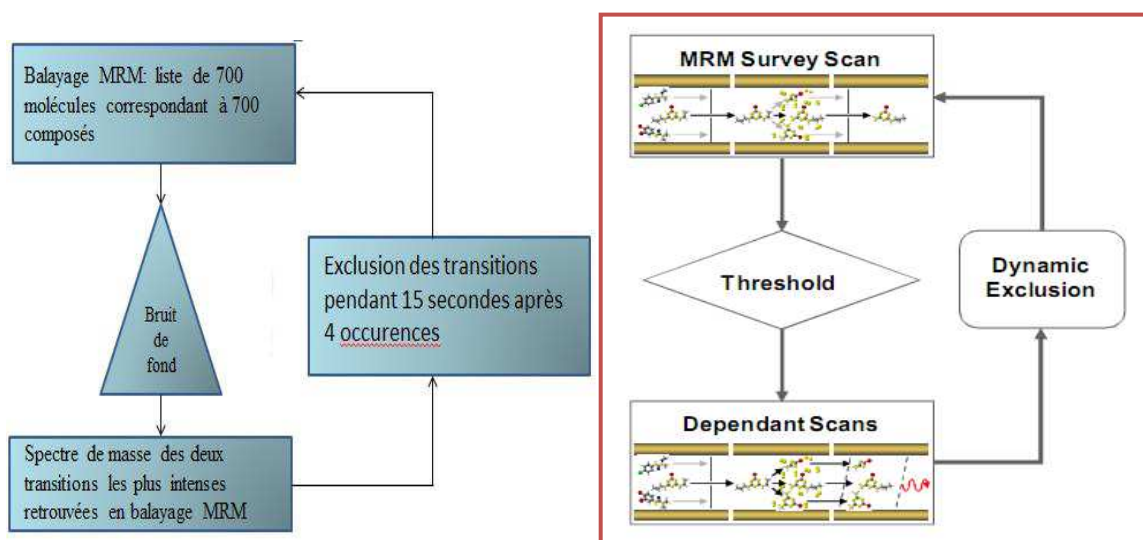 Balayage MRM: liste de 700
molécules correspondant à 700
composés
Bruit
de
fond
Exclusion des transitions
pendant 15 secondes après
4 occurences
Spectre de masse des deux
transitions les plus intenses
retrouvées en balayage MRM
MRM Survey Scan
Threshold
Dynamic
Exclusion
Dependant Scans